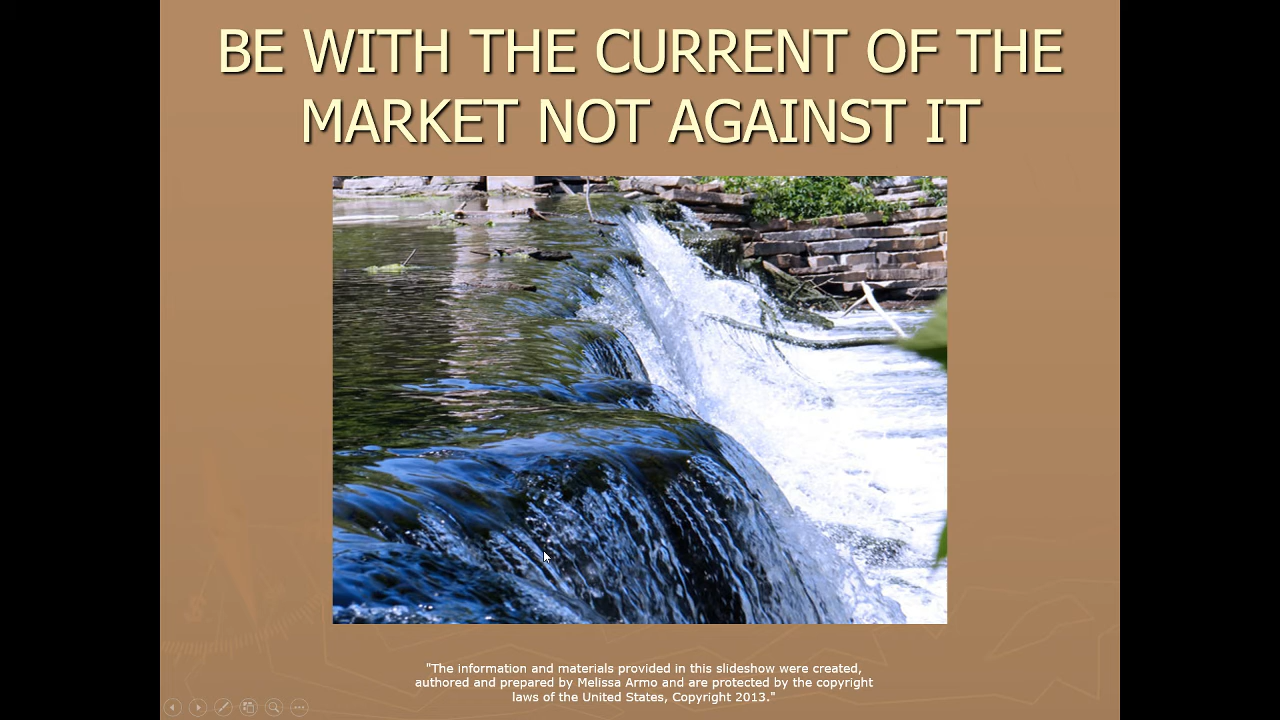 BE WITH THE CURRENT OF THE
MARKET NOT AGAINST IT
"The information and materials provided in this slideshow were created,
authored and prepared by Melissa Armo and are protected by the copyright
laws of the United States, Copyright 2013."